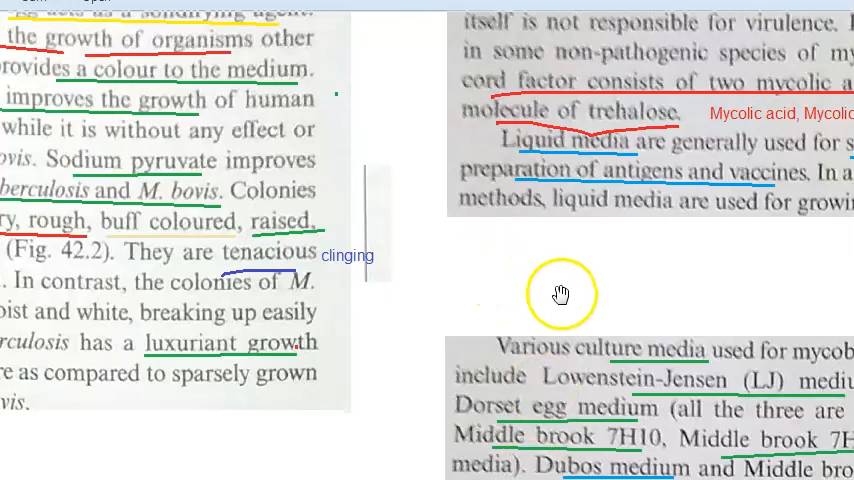 the growth of organisms other
provides a colour to the medium.
improves the growth of human
while it is without any effect or
ovis. Sodium pyruvate improves
berculosis and M. bovis. Colonies
ry, rough, buff coloured, raised,
(Fig. 42.2). They are tenacious
clinging
. In contrast, the colonies of M.
oist and white, breaking up easily
rculosis has a luxuriant growth
re as compared to sparsely grown
vis.
itself is not responsible for virulence.
in some non-pathogenic species of my
cord factor consists of two mycolic a
molecule of trehalose.
Mycolic acid, Mycolic
Liquid media are generally used for s
preparation of antigens and vaccines. In a
methods, liquid media are used for growin
Various culture media used for mycob
include Lowenstein-Jensen (LJ) mediu
Dorset egg medium (all the three are
Middle brook 7H10, Middle brook 7H
media). Dubos medium and Middle bro